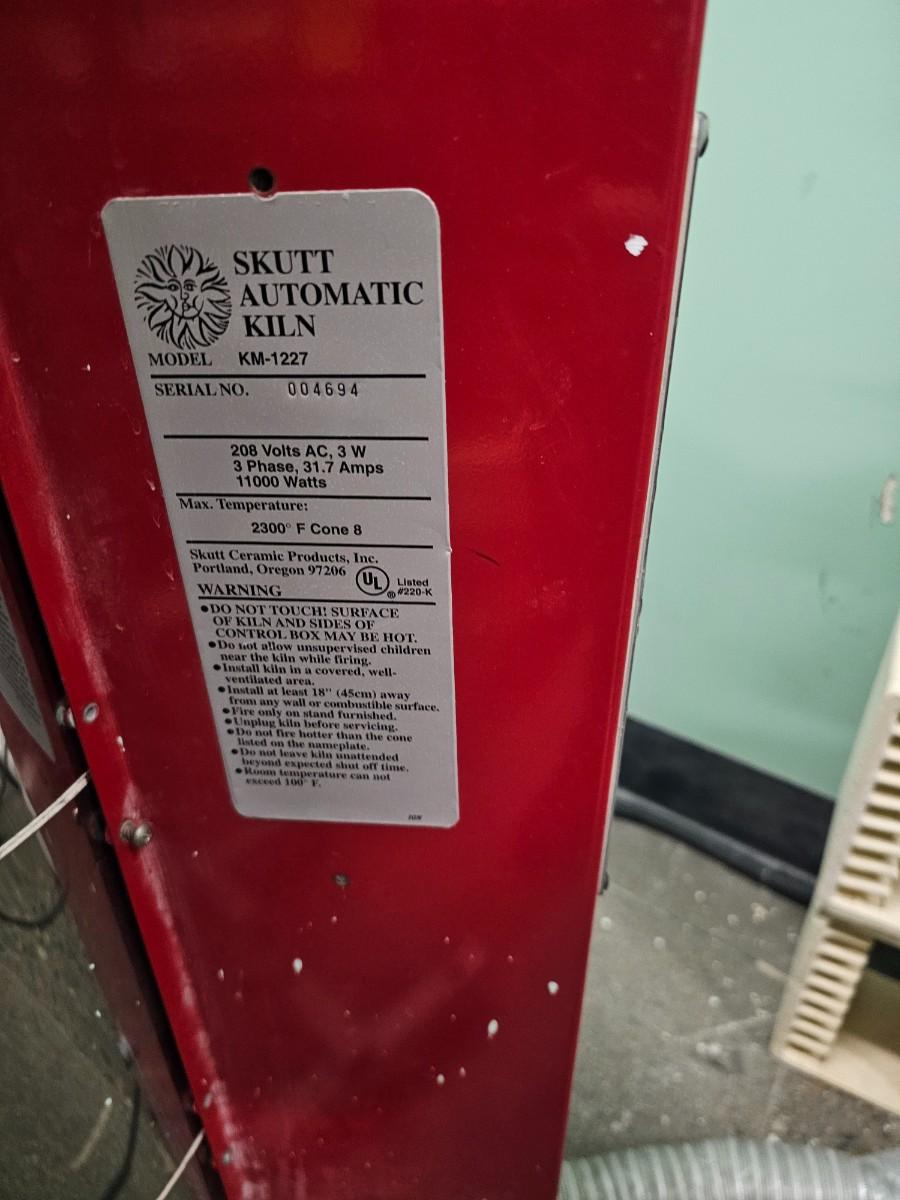 SKUTT
AUTOMATIC
KILN
MODEL KM-1227
SERIAL NO. 004694
208 Volts AC, 3 W
3 Phase, 31.7 Amps
11000 Watts
Max. Temperature:
2300° F Cone 8
Skutt Ceramic Products, Inc.
Portland, Oregon 97206
UL ® Listed
#220-K
WARNING
•DO NOT TOUCH! SURFACE
OF KILN AND SIDES OF
CONTROL BOX MAY BE HOT.
•Do not allow unsupervised children
near the kiln while firing.
•Install kiln in a covered, well-
ventilated area.
•Install at least 18" (45cm) away
from any wall or combustible surface.
•Fire only on stand furnished.
•Unplug kiln before servicing.
•Do not fire hotter than the cone
listed on the nameplate.
•Do not leave kiln unattended
beyond expected shut off time.
•Room temperature can not
exceed 100° F.